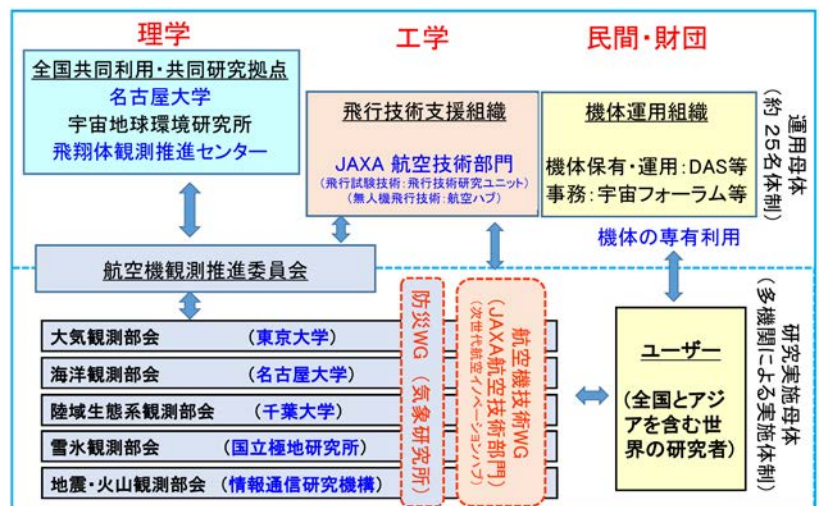 理学
工学
民間・財団
全国共同利用・共同研究拠点
名古屋大学
宇宙地球環境研究所
飛翔体観測推進センター
飛行技術支援組織
JAXA 航空技術部門
(飛行試験技術:飛行技術研究ユニット)
(無人機飛行技術:航空ハブ)
機体運用組織
機体保有・運用:DAS等
事務:宇宙フォーラム等
運用母体
(約 25名体制)
機体の専有利用
航空機観測推進委員会
大気観測部会 (東京大学)
海洋観測部会 (名古屋大学)
陸域生態系観測部会 (千葉大学)
雪氷観測部会 (国立極地研究所)
地震・火山観測部会 (情報通信研究機構)
防災WG (気象研究所)
航空機技術WG
(JAXA航空技術部門)
(次世代航空イノベーションハブ)
ユーザー
(全国とアジ
アを含む世
界の研究者)
研究実施母体
(多機関による実施体制)